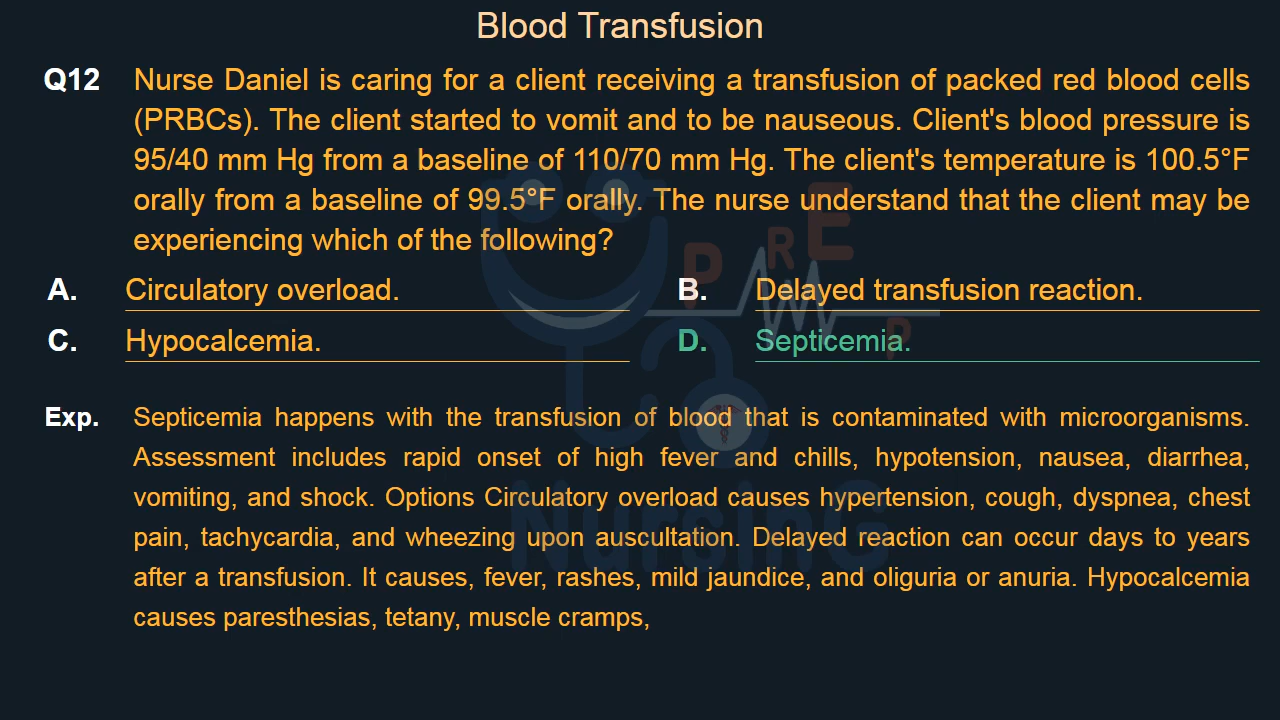 Blood Transfusion
Q12 Nurse Daniel is caring for a client receiving a transfusion of packed red blood cells
(PRBCs). The client started to vomit and to be nauseous. Client's blood pressure is
95/40 mm Hg from a baseline of 110/70 mm Hg. The client's temperature is 100.5°F
orally from a baseline of 99.5°F orally. The nurse understand that the client may be
experiencing which of the following?
A. Circulatory overload. B. Delayed transfusion reaction.
C. Hypocalcemia. D. Septicemia.
Exp. Septicemia happens with the transfusion of blood that is contaminated with microorganisms.
Assessment includes rapid onset of high fever and chills, hypotension, nausea, diarrhea,
vomiting, and shock. Options Circulatory overload causes hypertension, cough, dyspnea, chest
pain, tachycardia, and wheezing upon auscultation. Delayed reaction can occur days to years
after a transfusion. It causes, fever, rashes, mild jaundice, and oliguria or anuria. Hypocalcemia
causes paresthesias, tetany, muscle cramps,
PREP
NursinG